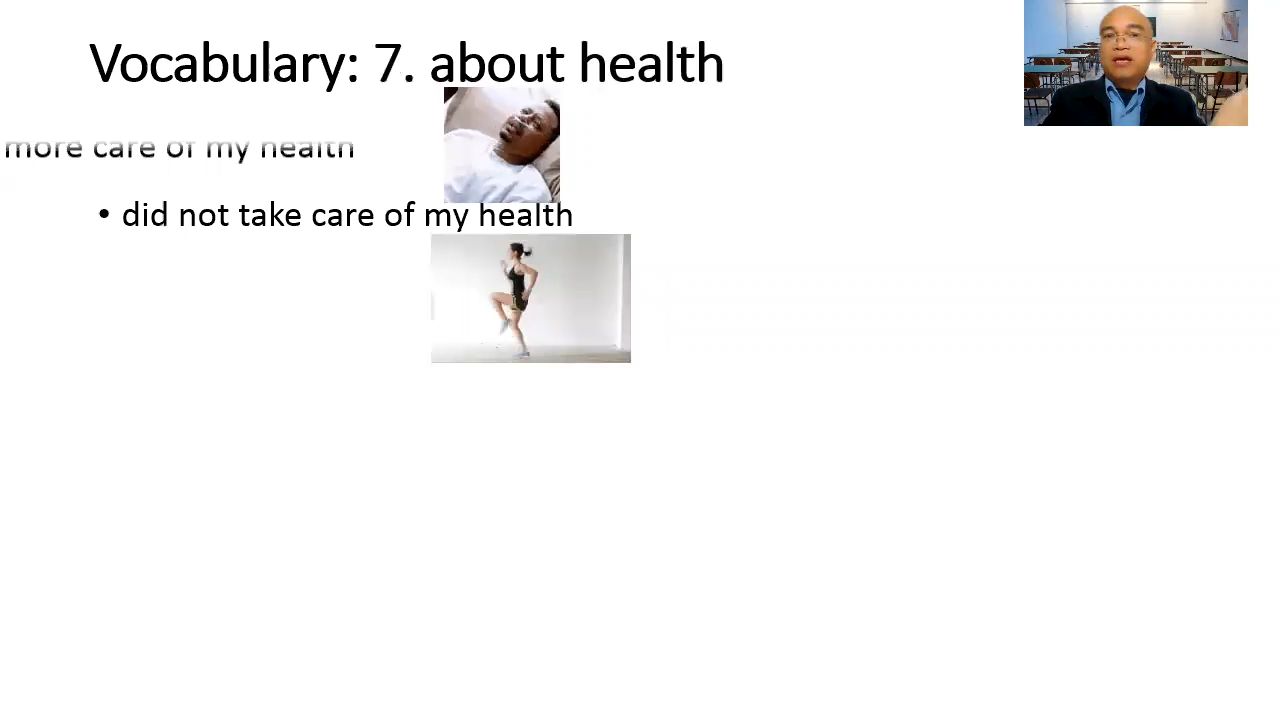 Vocabulary: 7. about health
more care of my health
• did not take care of my health